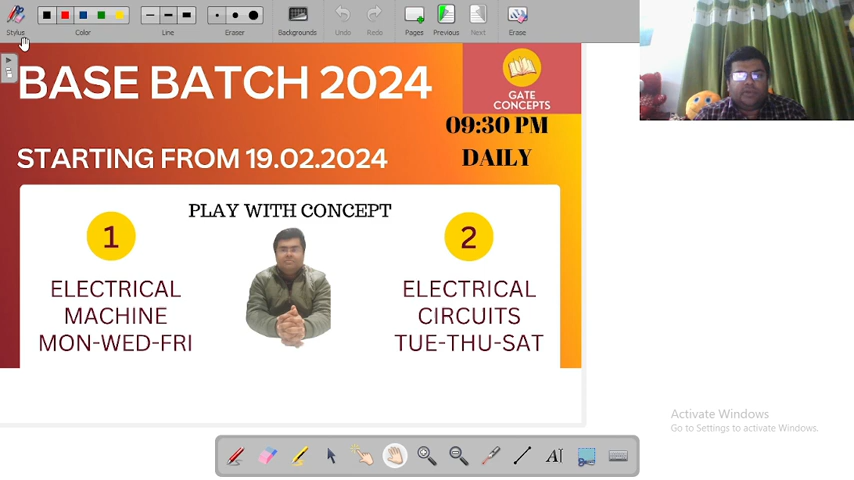 Stylus
Color
Line
Eraser
Backgrounds
Undo
Redo
Pages
Previous
Next
Erase
BASE BATCH 2024
GATE
CONCEPTS
09:30 PM
DAILY
STARTING FROM 19.02.2024
PLAY WITH CONCEPT
1
ELECTRICAL
MACHINE
MON-WED-FRI
2
ELECTRICAL
CIRCUITS
TUE-THU-SAT
Activate Windows
Go to Settings to activate Windows.
AI